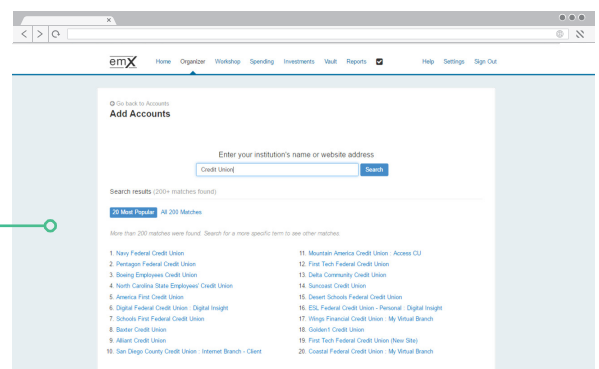 emX Home Organizer Workshop Spending Investments Vault Reports Help Settings Sign Out
Go back to Accounts
Add Accounts
Enter your institution's name or website address
Credit Union Search
Search results (200+ matches found)
20 Most Popular All 200 Matches
More than 200 matches were found. Search for a more specific term to see other matches.
1. Navy Federal Credit Union
2. Pentagon Federal Credit Union
3. Boeing Employees Credit Union
4. North Carolina State Employees' Credit Union
5. America First Credit Union
6. Digital Federal Credit Union : Digital Insight
7. Schools First Federal Credit Union
8. Baxter Credit Union
9. Alliant Credit Union
10. San Diego County Credit Union : Internet Branch - Client
11. Mountain America Credit Union : Access CU
12. First Tech Federal Credit Union
13. Delta Community Credit Union
14. Suncoast Credit Union
15. Desert Schools Federal Credit Union
16. ESL Federal Credit Union - Personal : Digital Insight
17. Wings Financial Credit Union : My Virtual Branch
18. Golden1 Credit Union
19. First Tech Federal Credit Union (New Site)
20. Coastal Federal Credit Union : My Virtual Branch